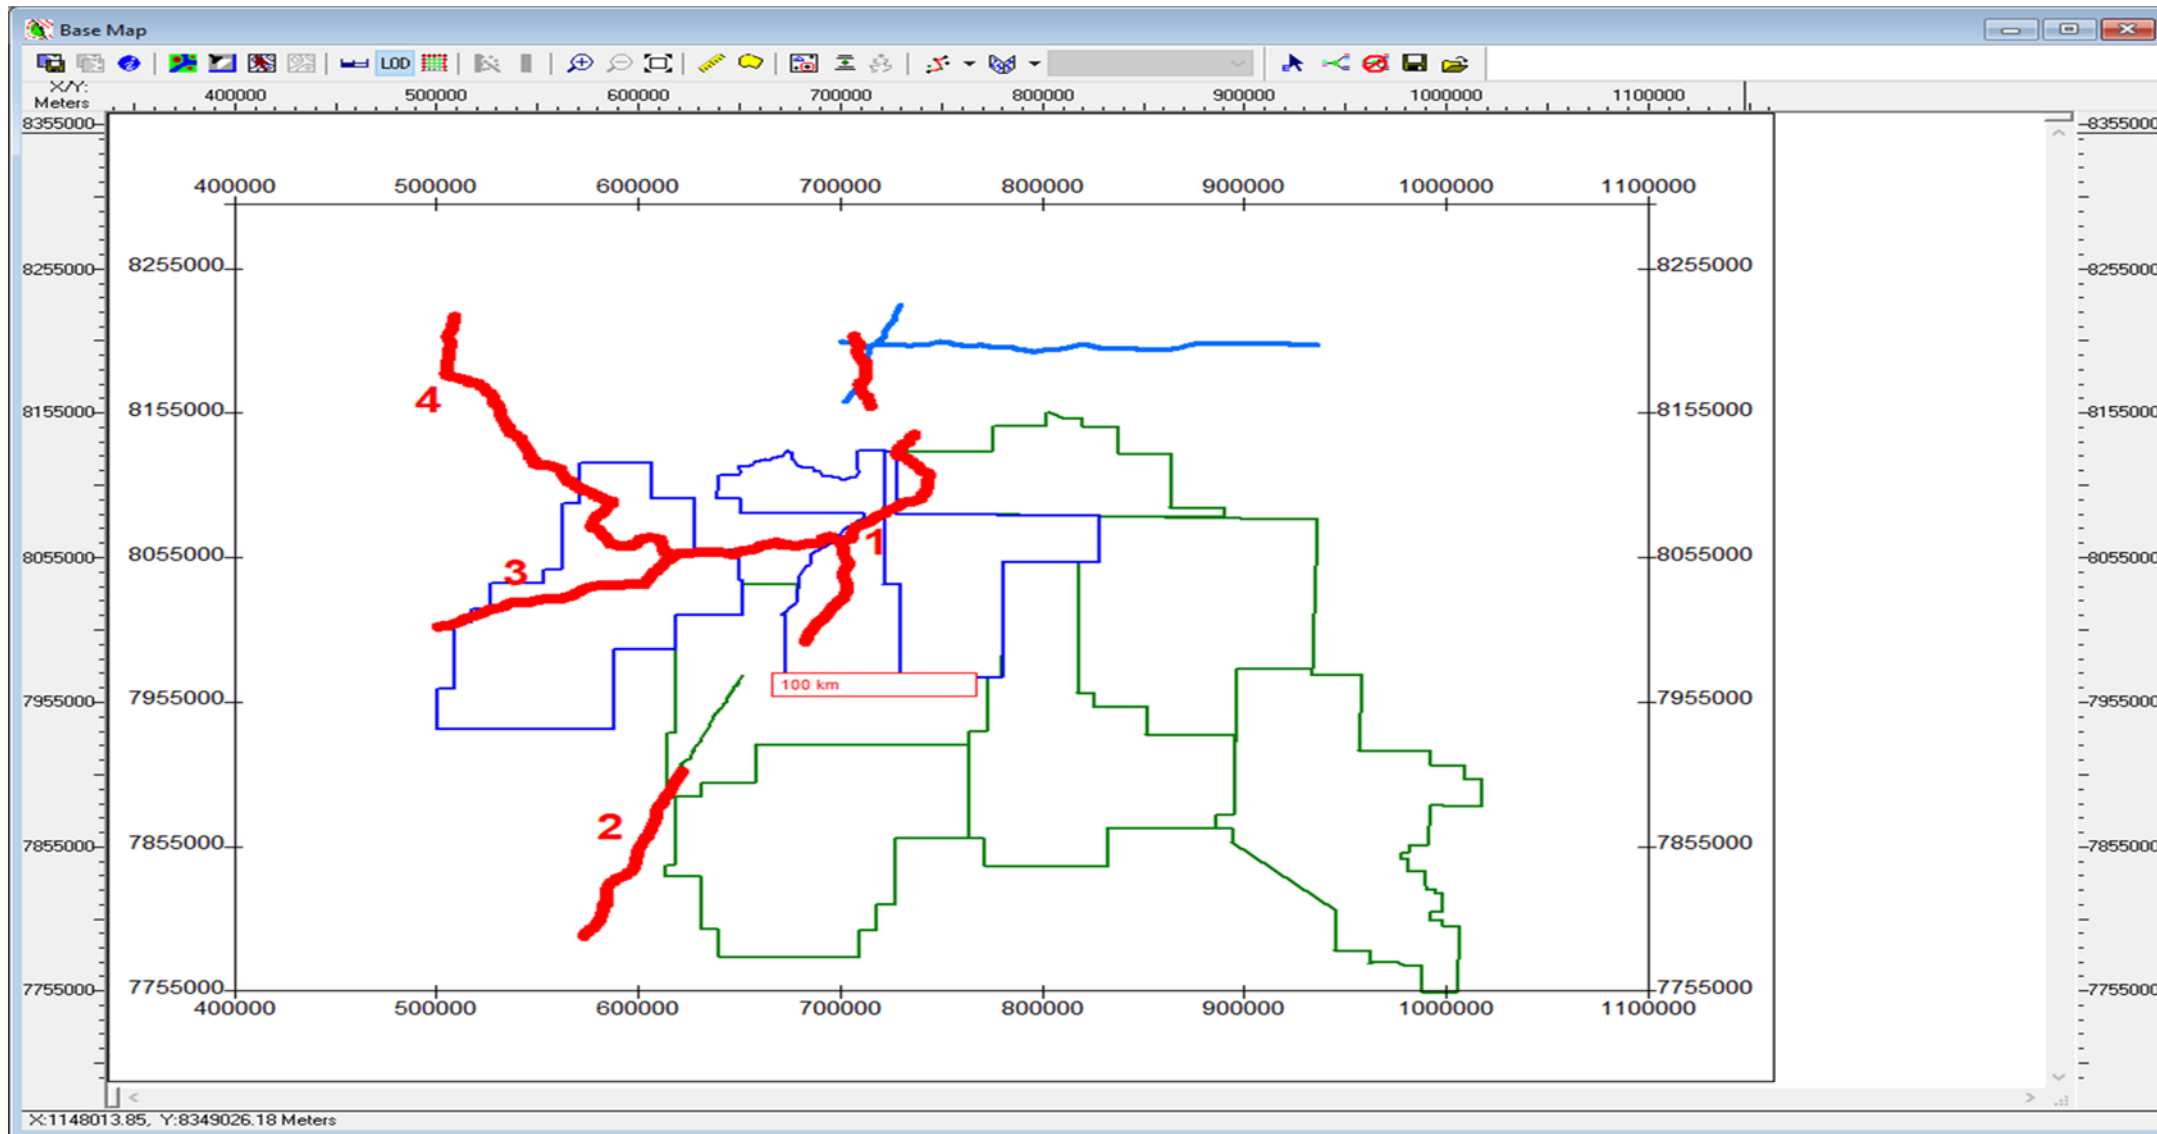 Base Map
LOD
X/Y:
Meters
400000 500000 600000 700000 800000 900000 1000000 1100000
8355000 8355000
400000 500000 600000 700000 800000 900000 1000000 1100000
8255000 8255000 8255000 8255000
4
8155000 8155000 8155000 8155000
1
8055000 8055000 8055000 8055000
3
100 km
7955000 7955000 7955000 7955000
2
7855000 7855000 7855000 7855000
7755000 7755000 7755000 7755000
400000 500000 600000 700000 800000 900000 1000000 1100000
X:1148013.85, Y:8349026.18 Meters